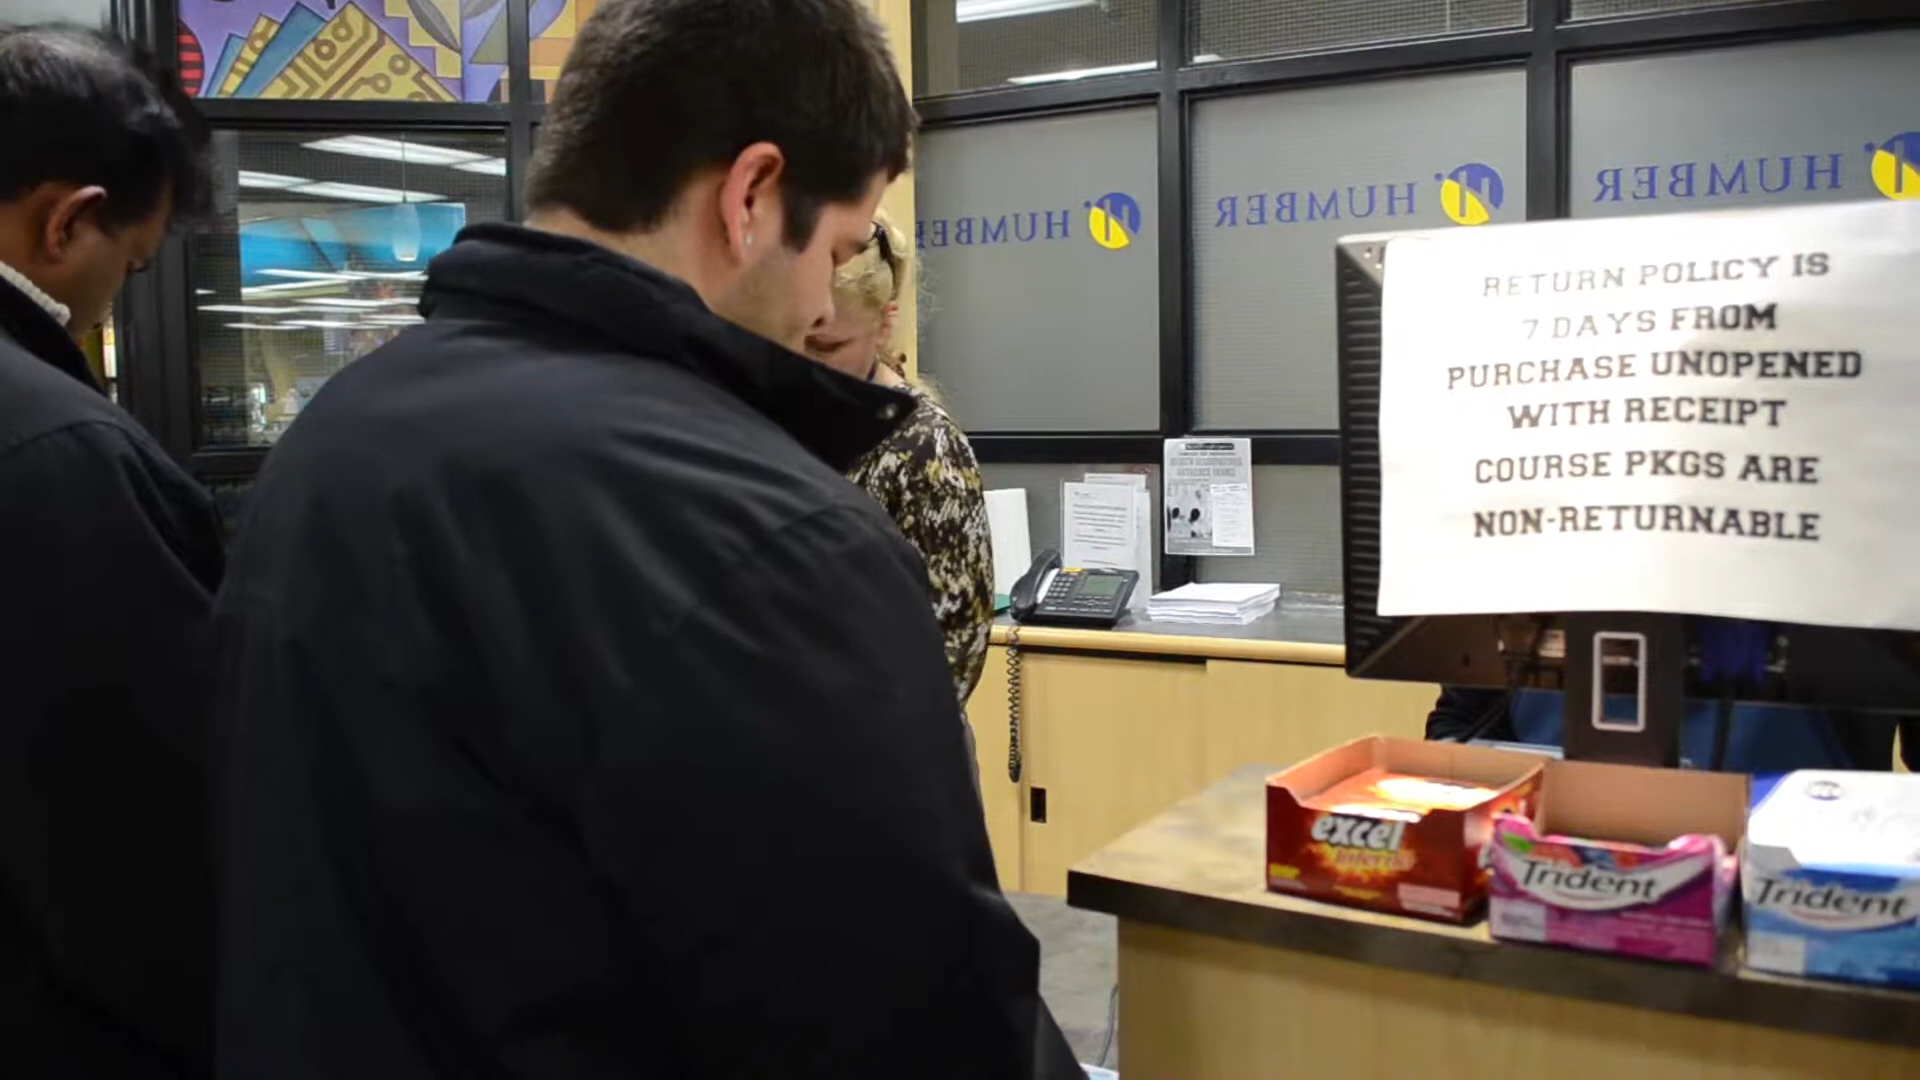 HUMBER
HUMBER
HUMBER
RETURN POLICY IS
7 DAYS FROM
PURCHASE UNOPENED
WITH RECEIPT
COURSE PKGS ARE
NON-RETURNABLE
excel
Inferno
Trident
Trident